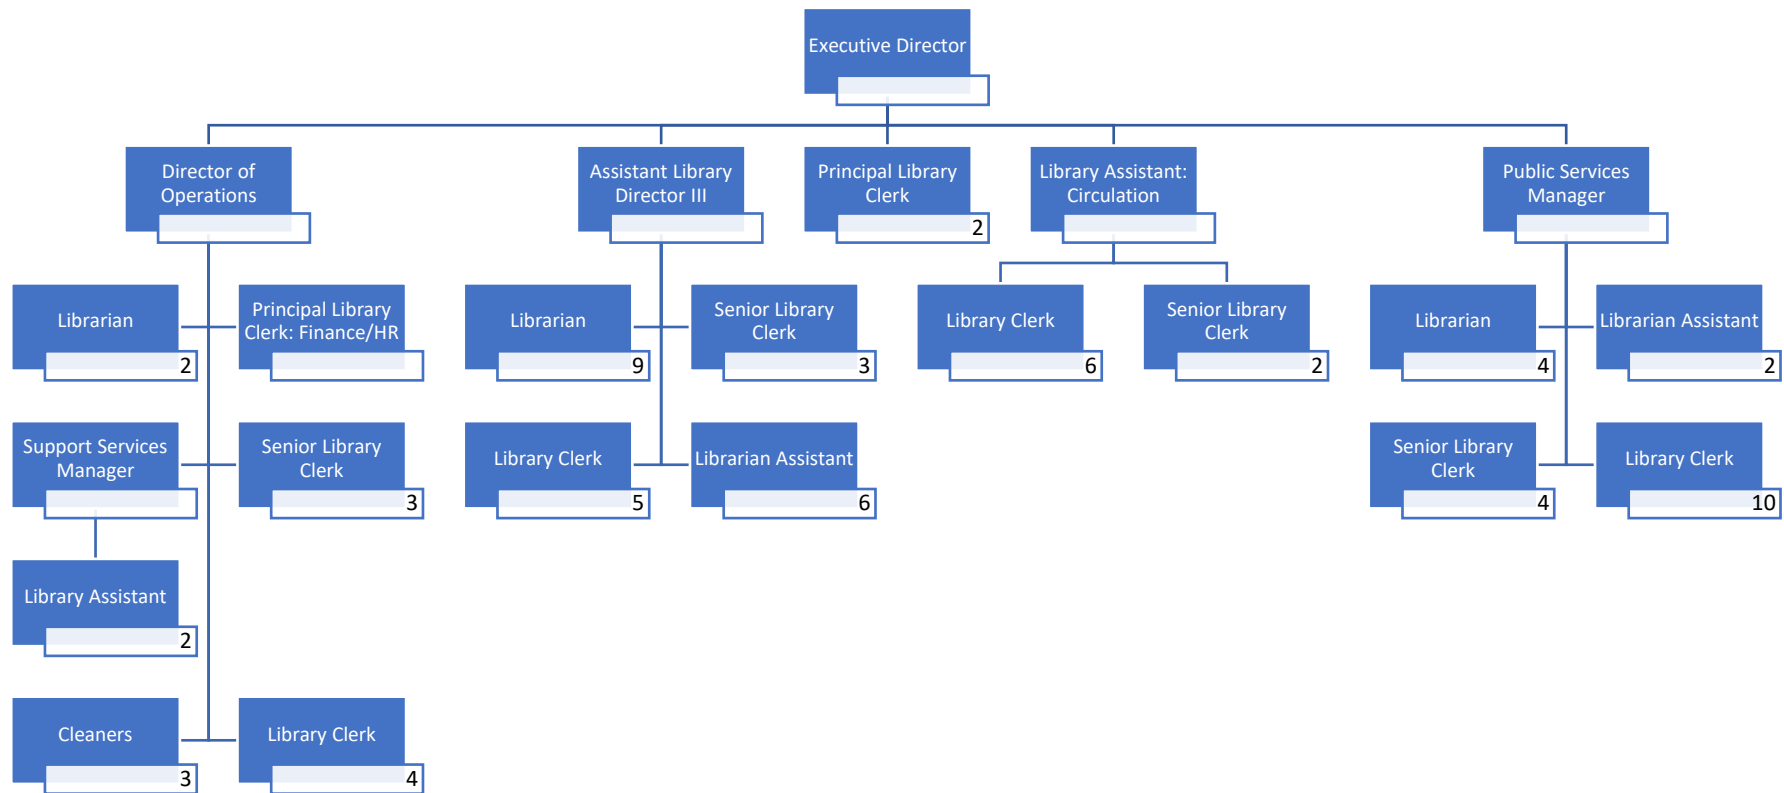 Executive Director
Director of
Operations
Assistant Library
Director III
Principal Library
Clerk
2
Library Assistant:
Circulation
Public Services
Manager
Librarian
2
Principal Library
Clerk: Finance/HR
Librarian
9
Senior Library
Clerk
3
Library Clerk
6
Senior Library
Clerk
2
Librarian
4
Librarian Assistant
2
Support Services
Manager
Senior Library
Clerk
3
Library Clerk
5
Librarian Assistant
6
Senior Library
Clerk
4
Library Clerk
10
Library Assistant
2
Cleaners
3
Library Clerk
4